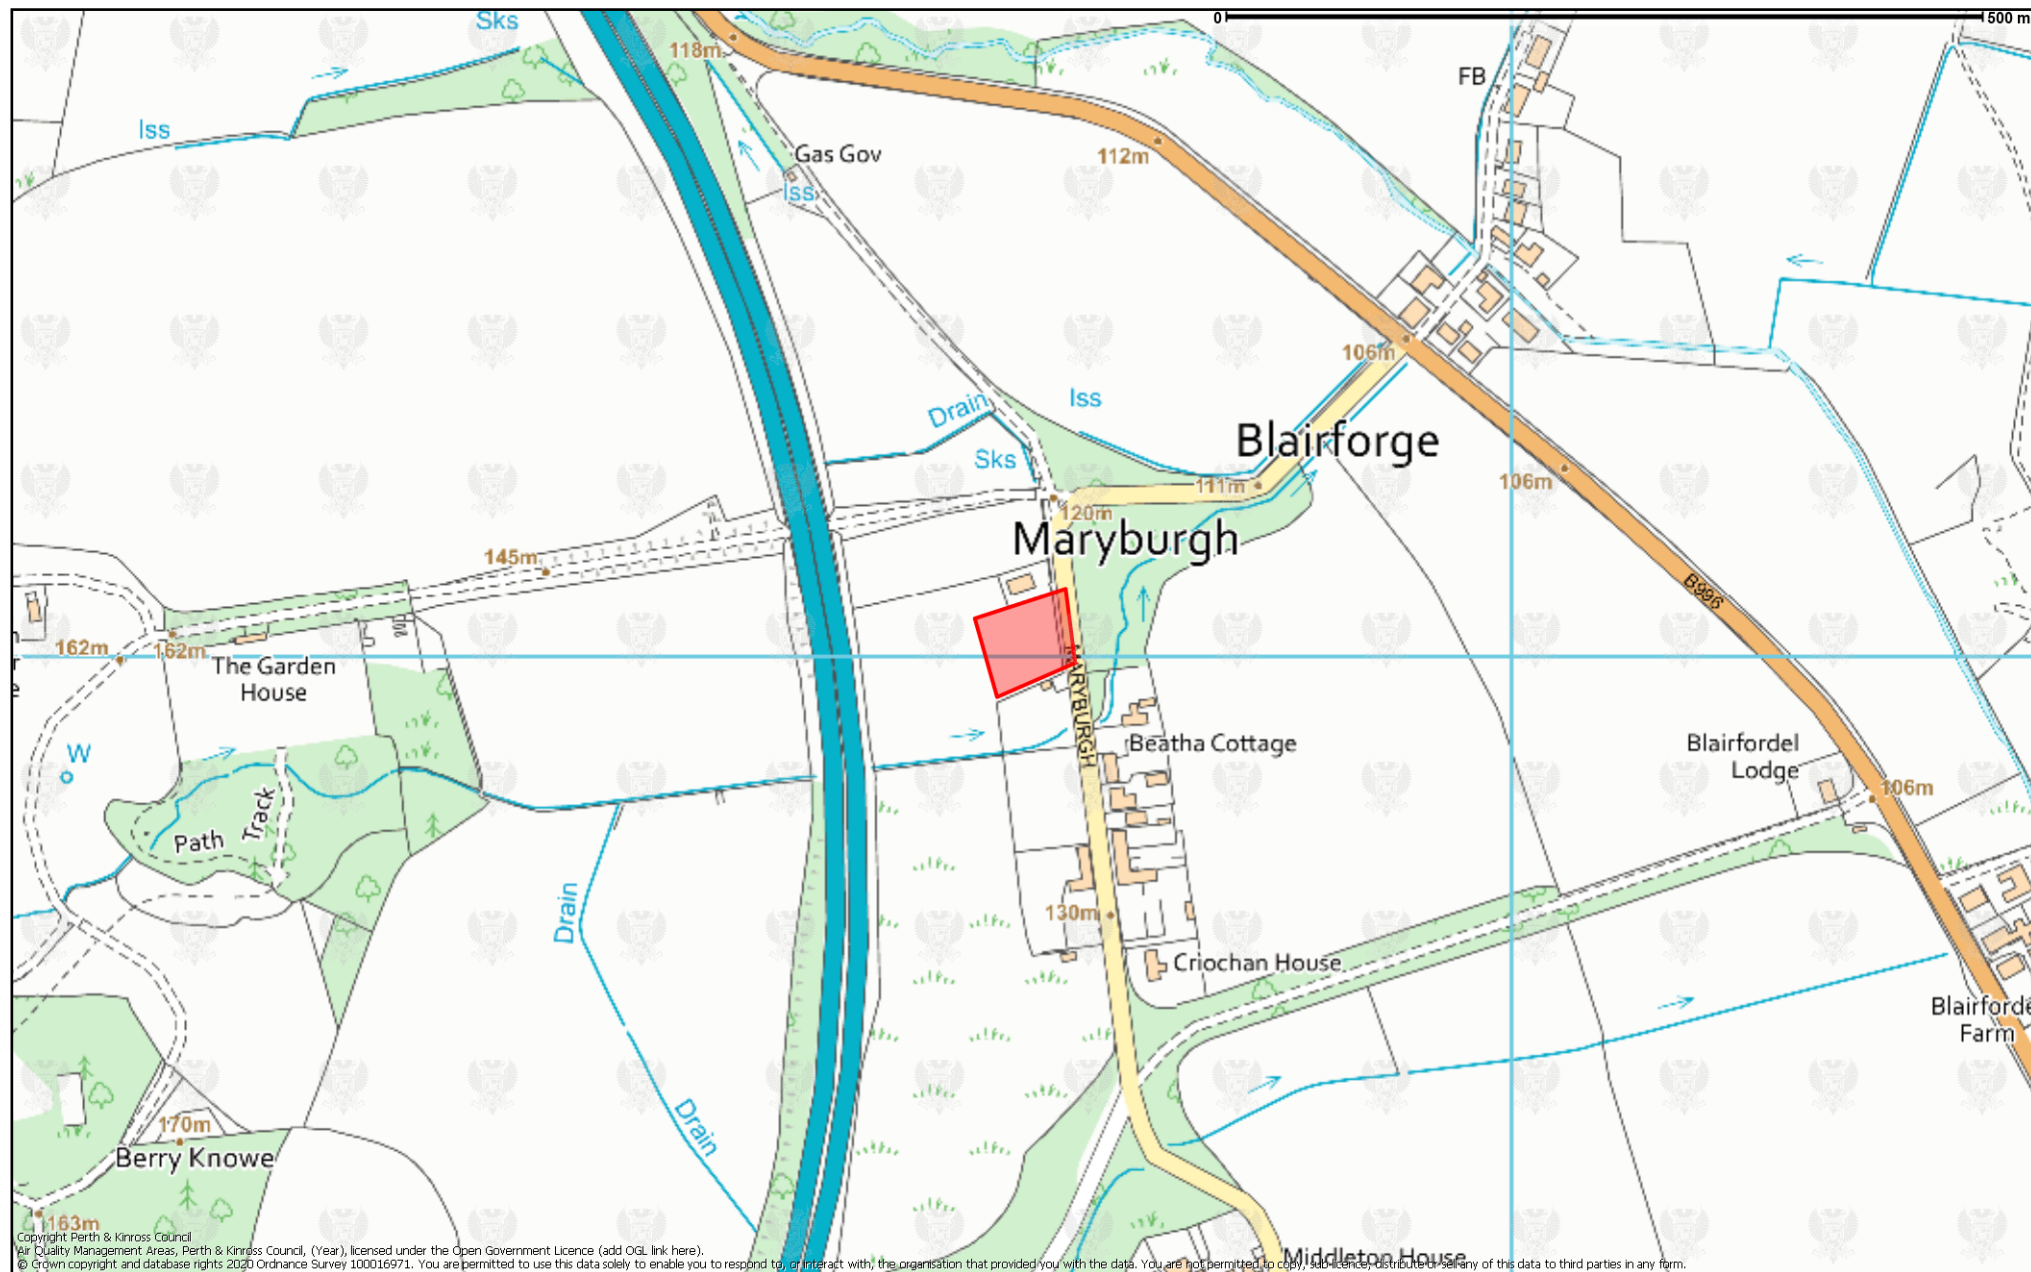 0 500 m
Sks
118m
FB
Iss
112m
Gas Gov
Iss
106m
Drain
Iss
Blairforge
Sks
111m
106m
120m
Maryburgh
145m
B996
162m
162m
The Garden
House
MARYBURGH
W
Beatha Cottage
Blairfordel
Lodge
106m
Path
Track
Drain
130m
Criochan House
Farm
Drain
170m
Berry Knowe
163m
Middleton House
Copyright Perth & Kinross Council
Air Quality Management Areas, Perth & Kinross Council, (Year), licensed under the Open Government Licence (add OGL link here).
© Crown copyright and database rights 2020 Ordnance Survey 100016971. You are permitted to use this data solely to enable you to respond to, or interact with, the organisation that provided you with the data. You are not permitted to copy, sub-licence, distribute or sell any of this data to third parties in any form.